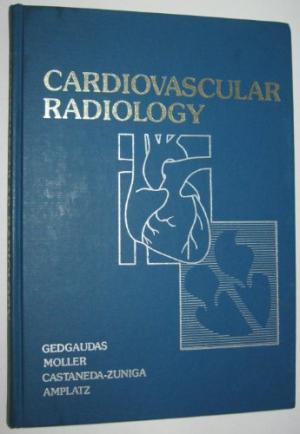 CARDIOVASCULAR
RADIOLOGY
GEDGAUDAS
MOLLER
CASTANEDA-ZUNIGA
AMPLATZ